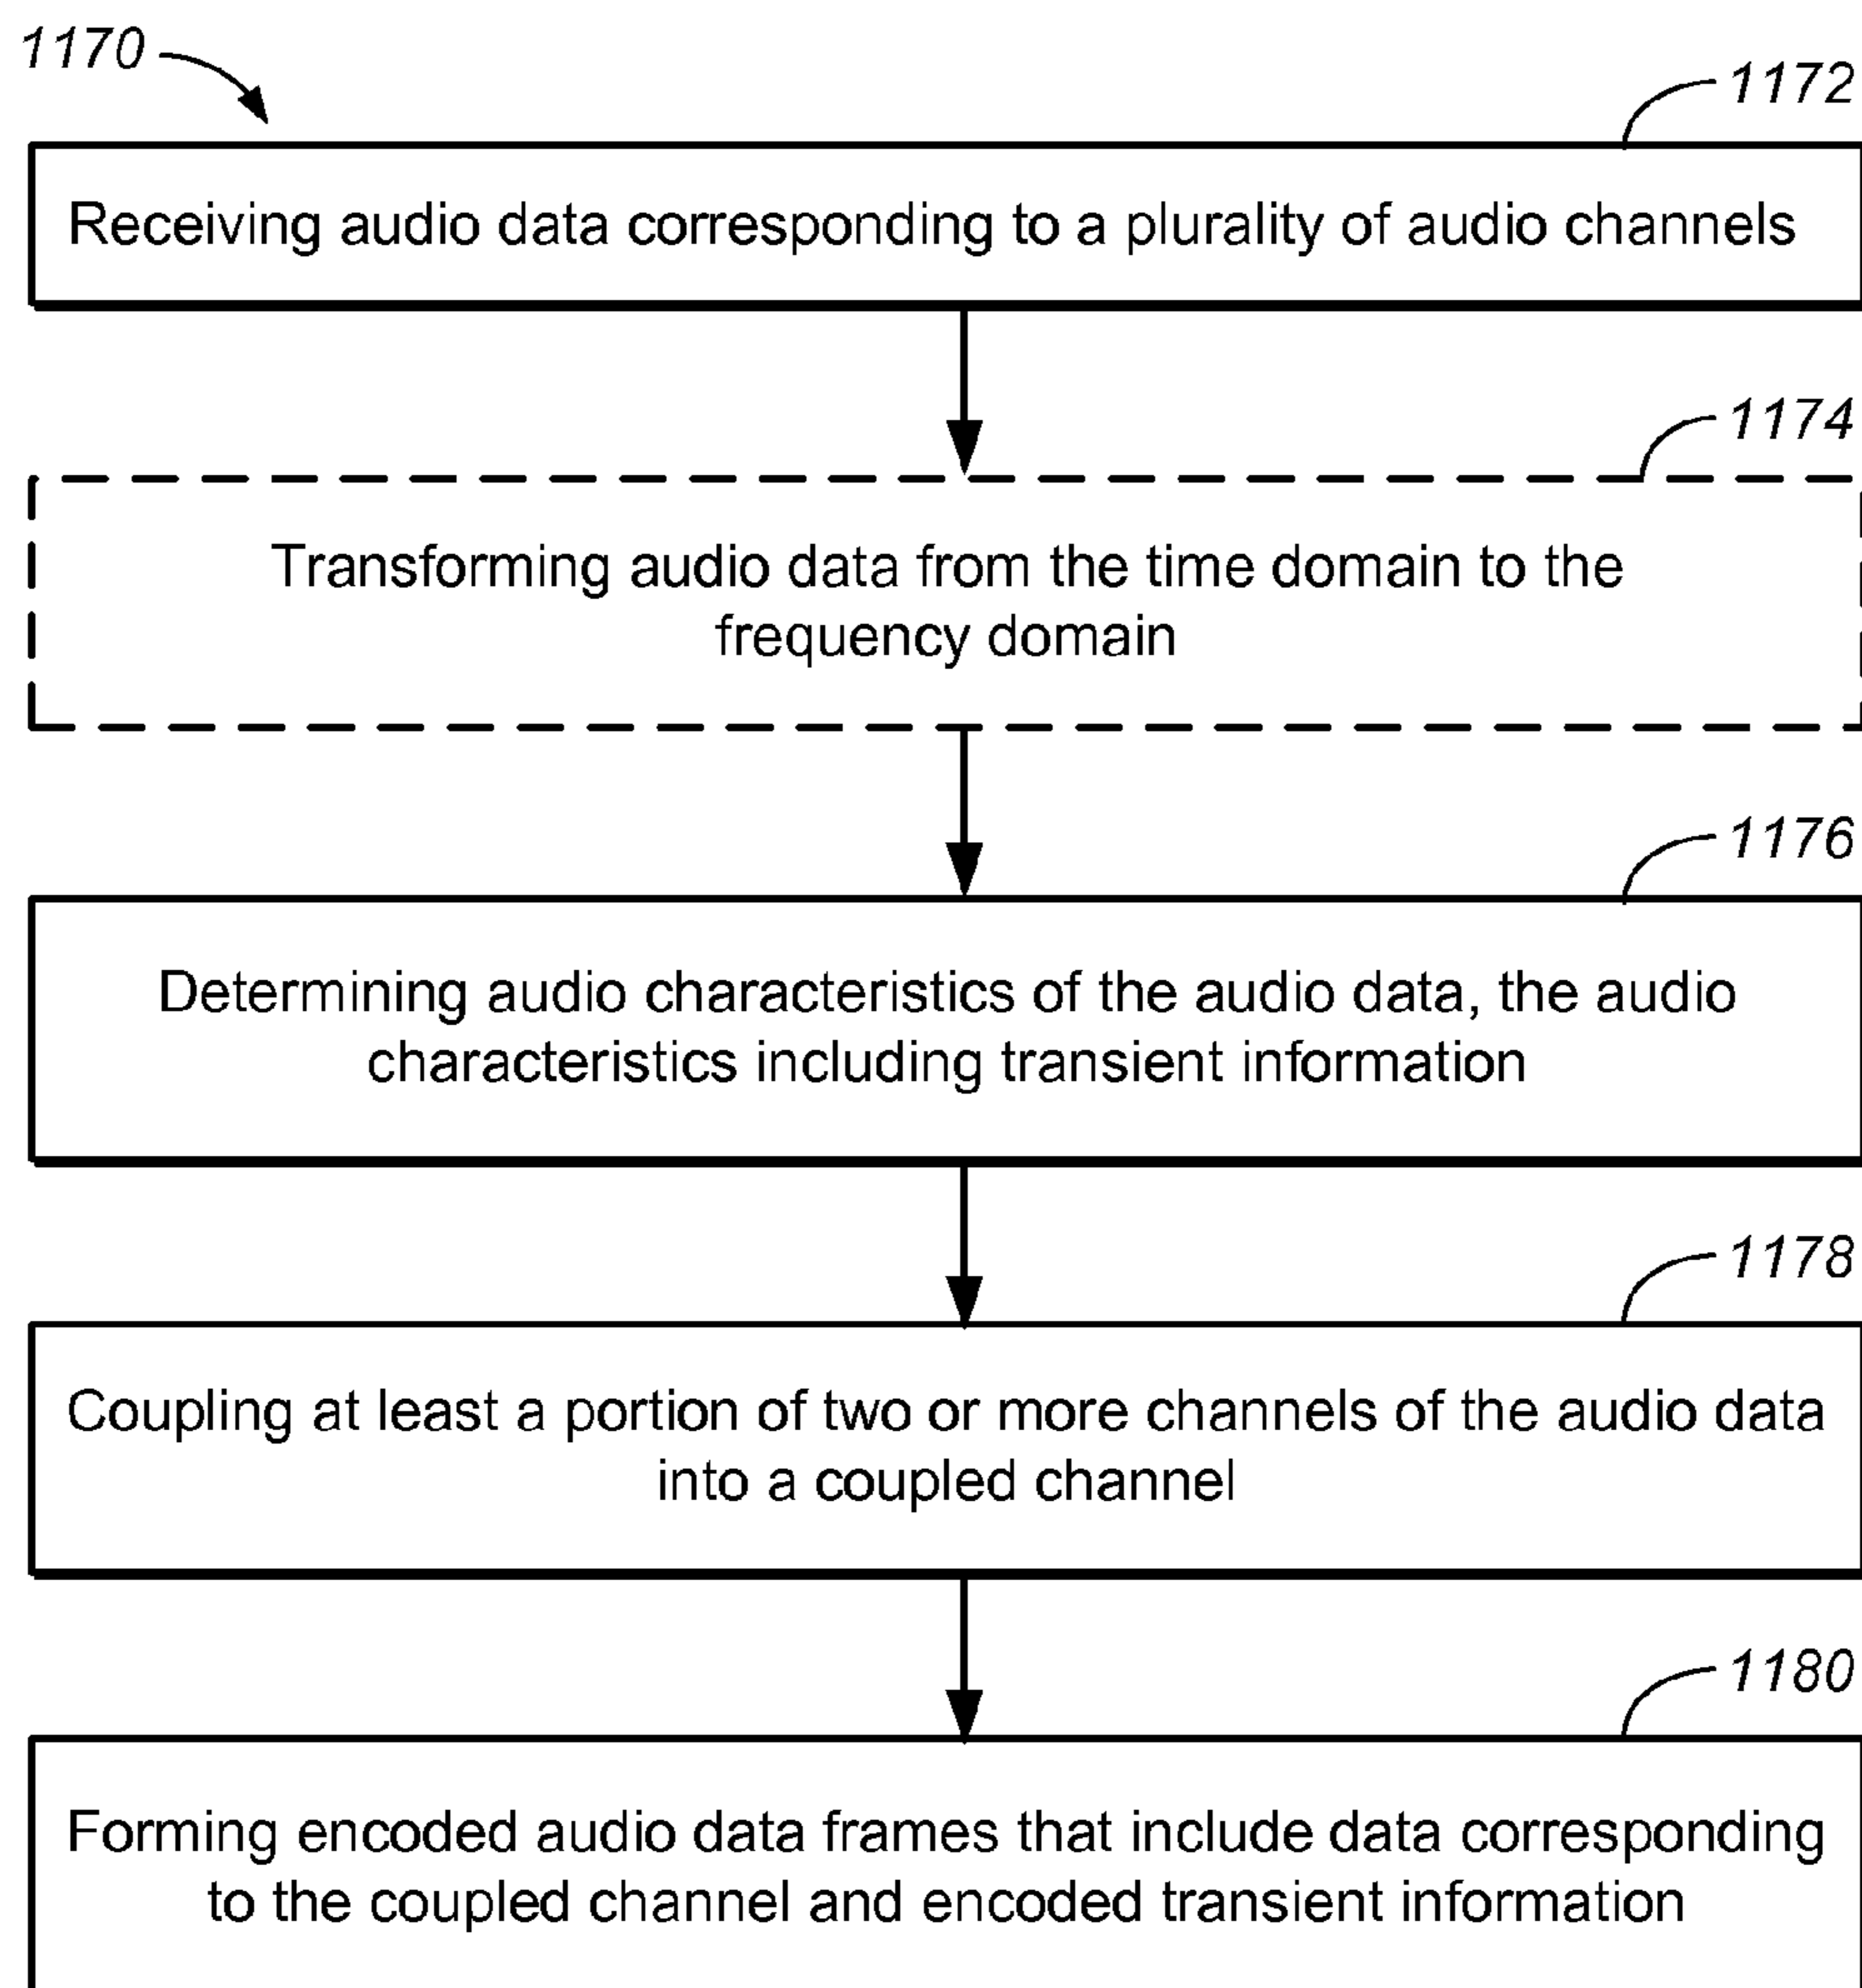 1170
1172
Receiving audio data corresponding to a plurality of audio channels
1174
Transforming audio data from the time domain to the
frequency domain
1176
Determining audio characteristics of the audio data, the audio
characteristics including transient information
1178
Coupling at least a portion of two or more channels of the audio data
into a coupled channel
1180
Forming encoded audio data frames that include data corresponding
to the coupled channel and encoded transient information